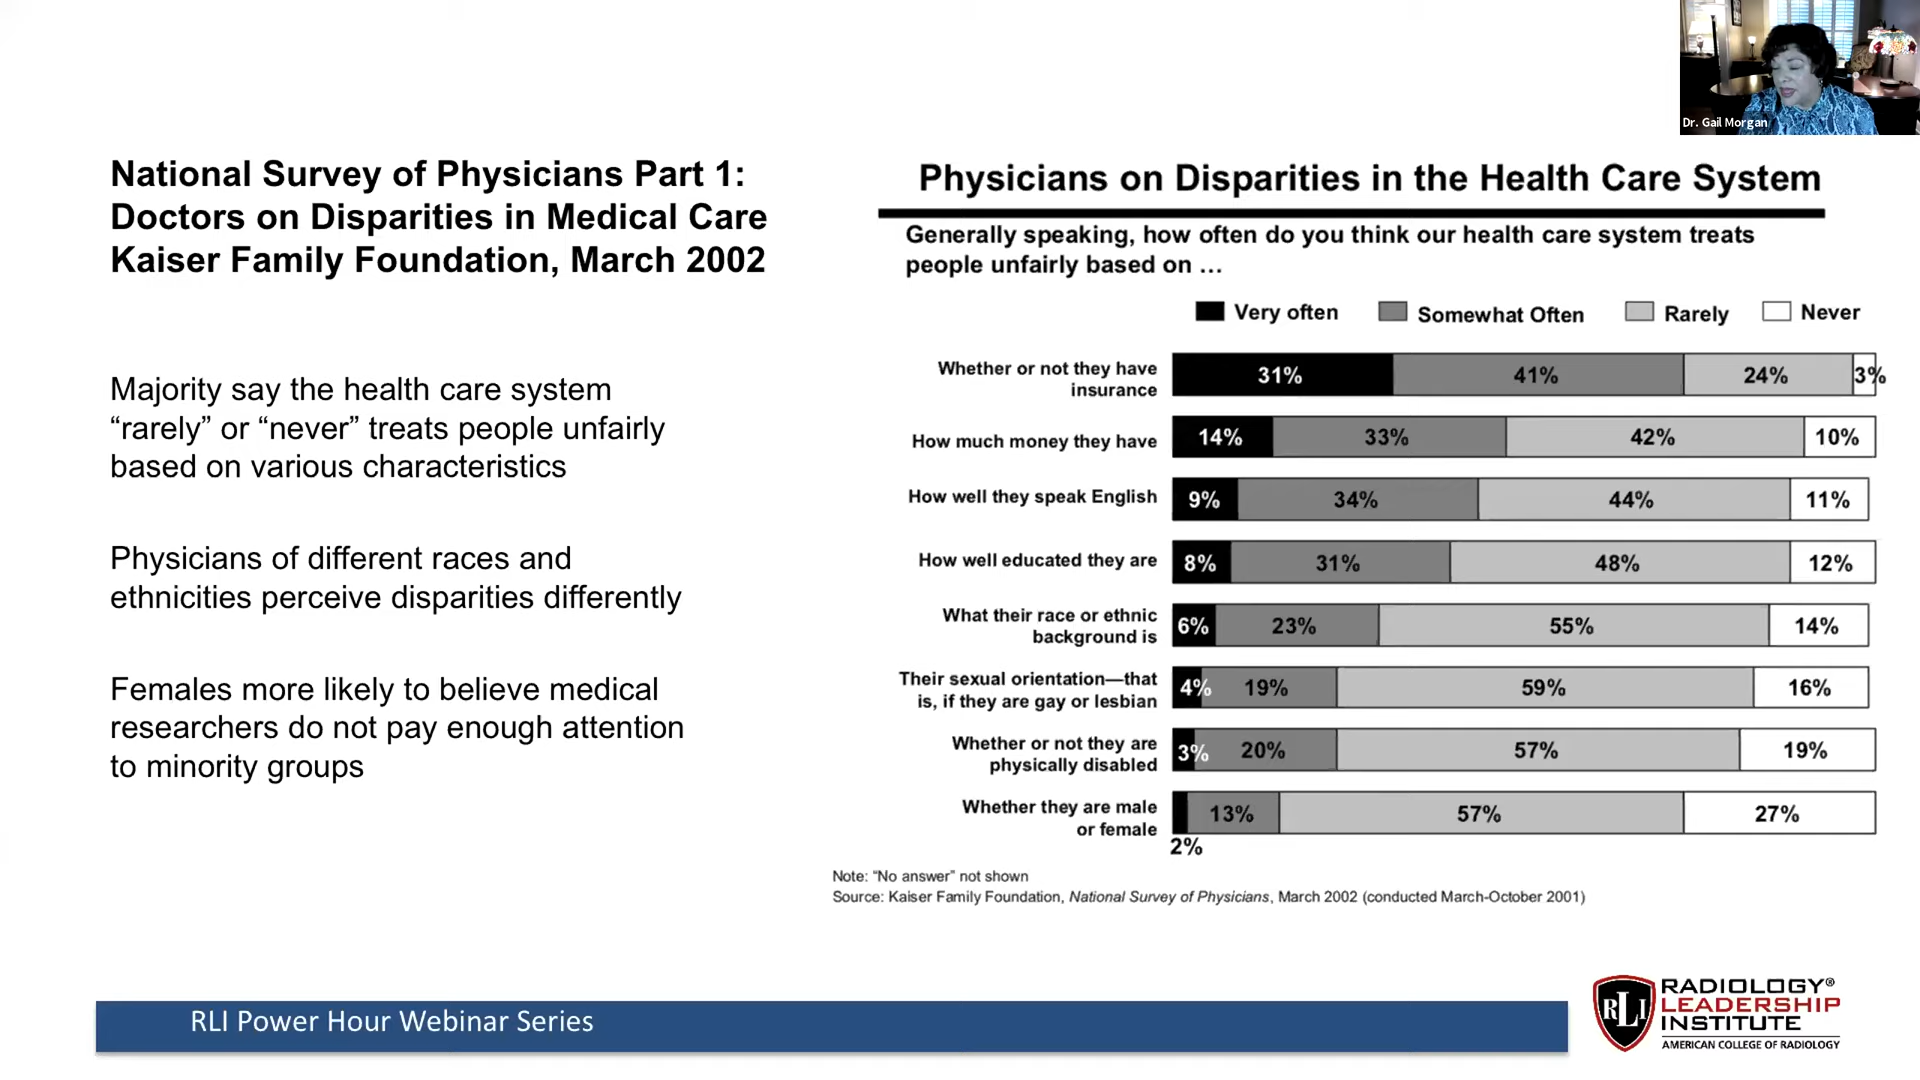 Dr. Gail Morgan
National Survey of Physicians Part 1:
Doctors on Disparities in Medical Care
Kaiser Family Foundation, March 2002
Majority say the health care system
“rarely” or “never” treats people unfairly
based on various characteristics
Physicians of different races and
ethnicities perceive disparities differently
Females more likely to believe medical
researchers do not pay enough attention
to minority groups
Physicians on Disparities in the Health Care System
Generally speaking, how often do you think our health care system treats
people unfairly based on …
Very often Somewhat Often Rarely Never
Whether or not they have
insurance
31% 41% 24% 3%
How much money they have
14% 33% 42% 10%
How well they speak English
9% 34% 44% 11%
How well educated they are
8% 31% 48% 12%
What their race or ethnic
background is
6% 23% 55% 14%
Their sexual orientation—that
is, if they are gay or lesbian
4% 19% 59% 16%
Whether or not they are
physically disabled
3% 20% 57% 19%
Whether they are male
or female
2% 13% 57% 27%
Note: “No answer” not shown
Source: Kaiser Family Foundation, National Survey of Physicians, March 2002 (conducted March-October 2001)
RLI Power Hour Webinar Series
RLI
RADIOLOGY®
LEADERSHIP
INSTITUTE
AMERICAN COLLEGE OF RADIOLOGY